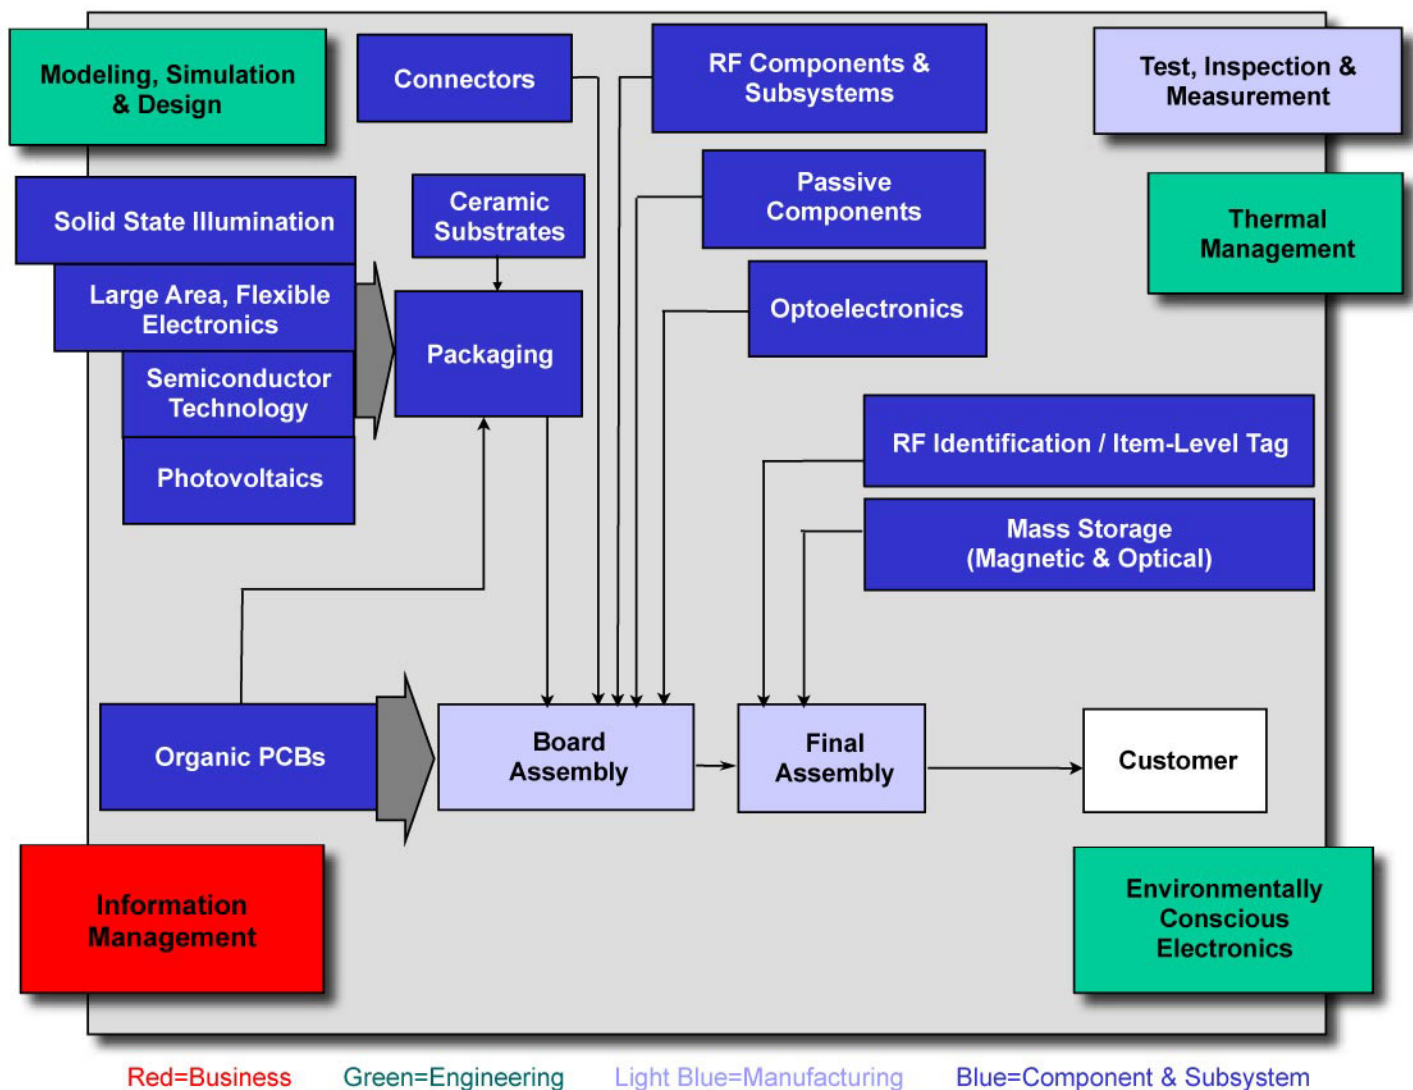 Modeling, Simulation
& Design
Connectors
RF Components &
Subsystems
Test, Inspection &
Measurement
Solid State Illumination
Ceramic
Substrates
Passive
Components
Thermal
Management
Large Area, Flexible
Electronics
Packaging
Optoelectronics
Semiconductor
Technology
Photovoltaics
RF Identification / Item-Level Tag
Mass Storage
(Magnetic & Optical)
Organic PCBs
Board
Assembly
Final
Assembly
Customer
Information
Management
Environmentally
Conscious
Electronics
Red=Business Green=Engineering Light Blue=Manufacturing Blue=Component & Subsystem